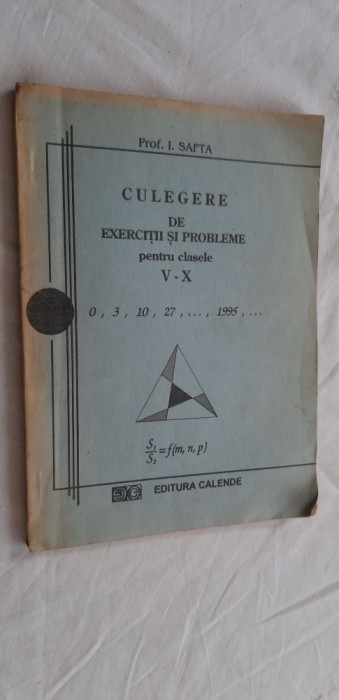 Prof. I. SAFTA
CULEGERE
DE
EXERCIȚII ȘI PROBLEME
pentru clasele
V - X
0 , 3 , 10 , 27 , ... , 1995 , ...
S₁/S₂ = f(m, n, p)
EDITURA CALENDE